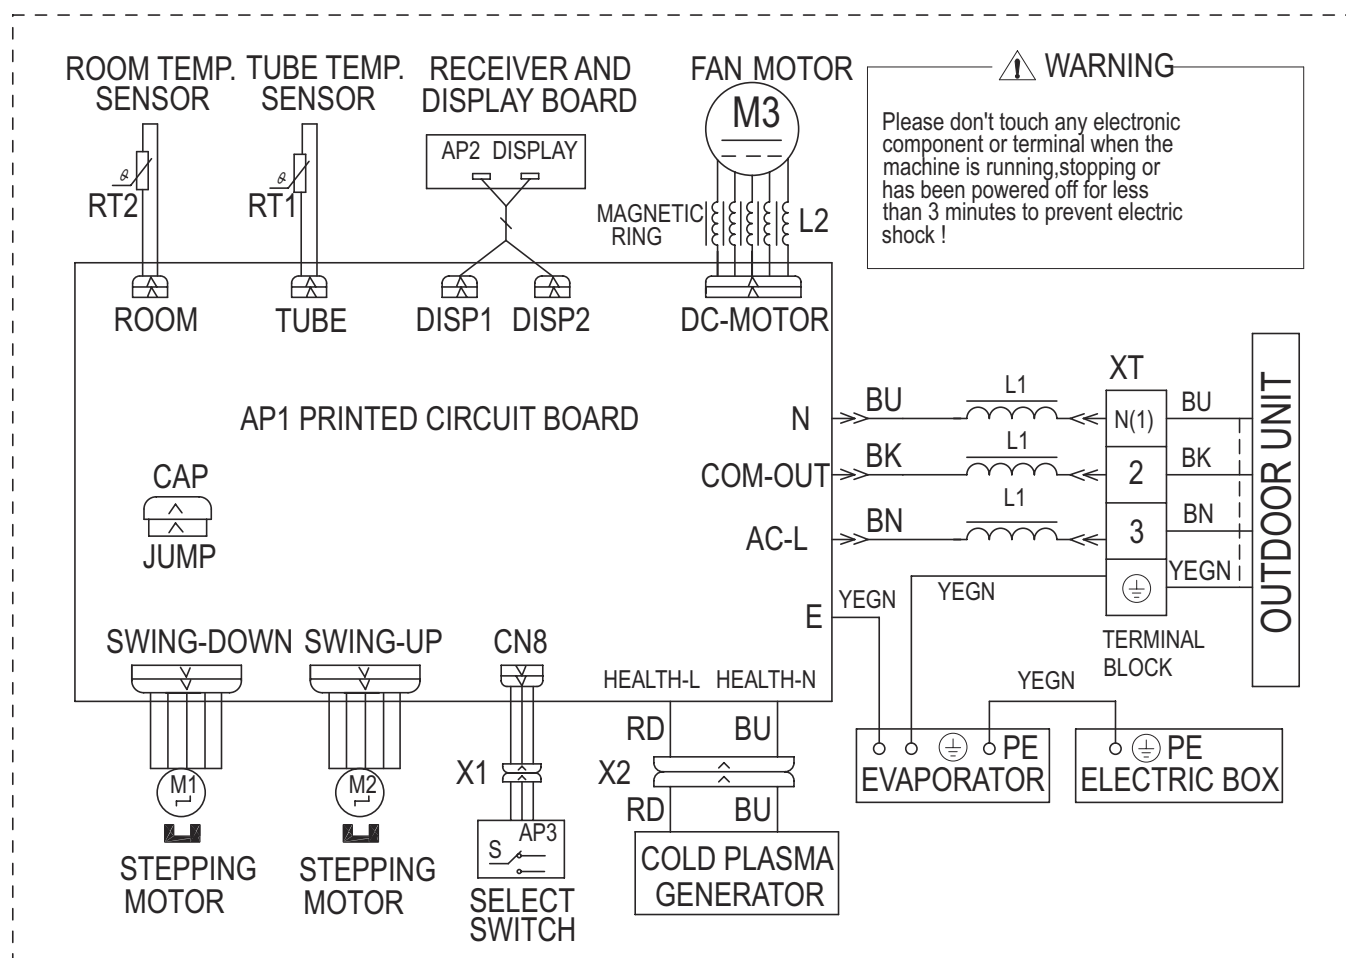 ROOM TEMP.
SENSOR
TUBE TEMP.
SENSOR
RECEIVER AND
DISPLAY BOARD
FAN MOTOR
WARNING
M3
Please don't touch any electronic
component or terminal when the
machine is running,stopping or
has been powered off for less
than 3 minutes to prevent electric
shock !
AP2 DISPLAY
θ
RT2
θ
RT1
MAGNETIC
RING
L2
ROOM
TUBE
DISP1
DISP2
DC-MOTOR
AP1 PRINTED CIRCUIT BOARD
N
BU
L1
XT
N(1)
BU
COM-OUT
BK
L1
2
BK
AC-L
BN
L1
3
BN
OUTDOOR UNIT
CAP
JUMP
E
YEGN
YEGN
YEGN
TERMINAL
BLOCK
SWING-DOWN
SWING-UP
CN8
HEALTH-L
HEALTH-N
YEGN
RD
BU
PE
EVAPORATOR
PE
ELECTRIC BOX
M1
M2
X1
X2
RD
BU
S
AP3
STEPPING
MOTOR
STEPPING
MOTOR
SELECT
SWITCH
COLD PLASMA
GENERATOR